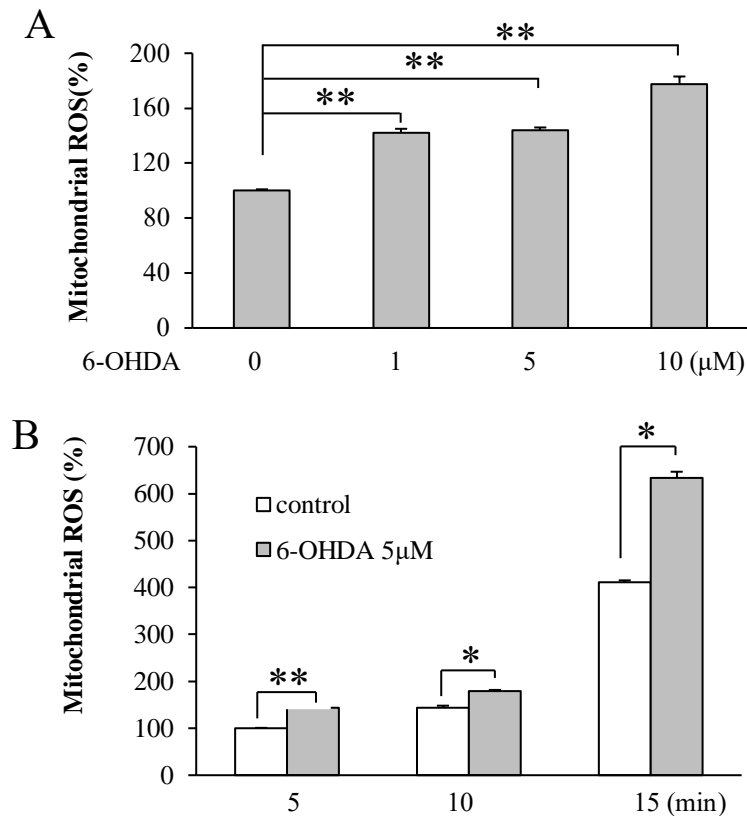 A
Mitochondrial ROS(%)
200
160
120
80
40
0
**
**
**
6-OHDA 0 1 5 10 (μM)
B
Mitochondrial ROS (%)
700
600
500
400
300
200
100
0
control
6-OHDA 5μM
**
*
*
5 10 15 (min)